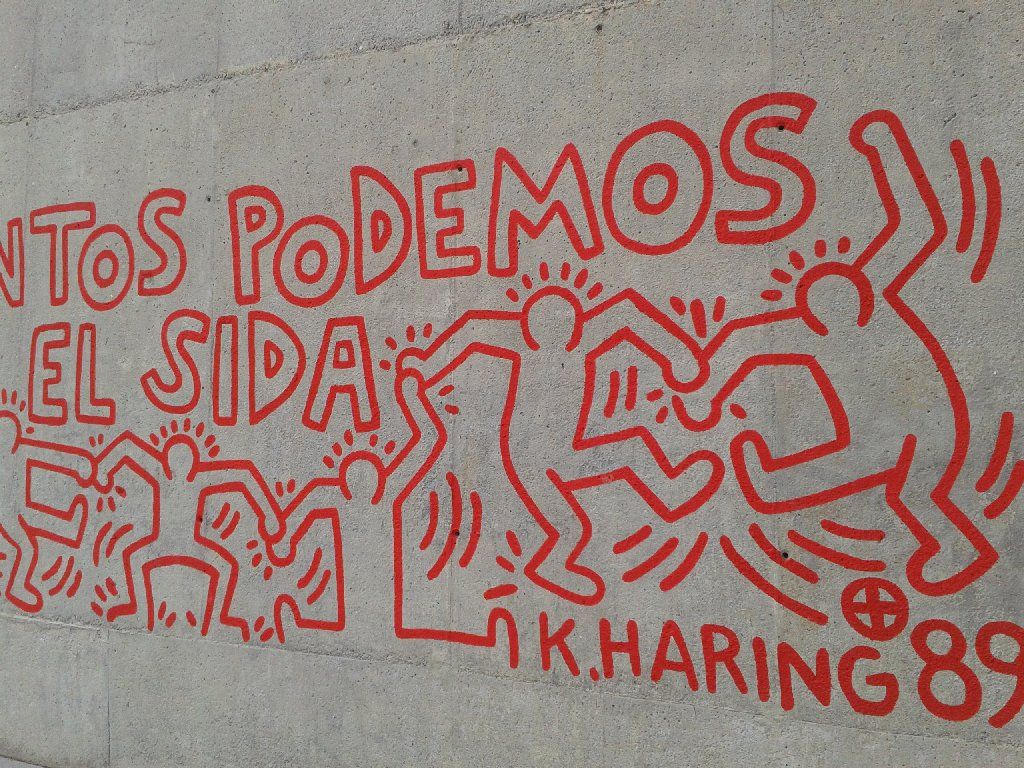 NTOS PODEMOS
EL SIDA
K.HARING 89